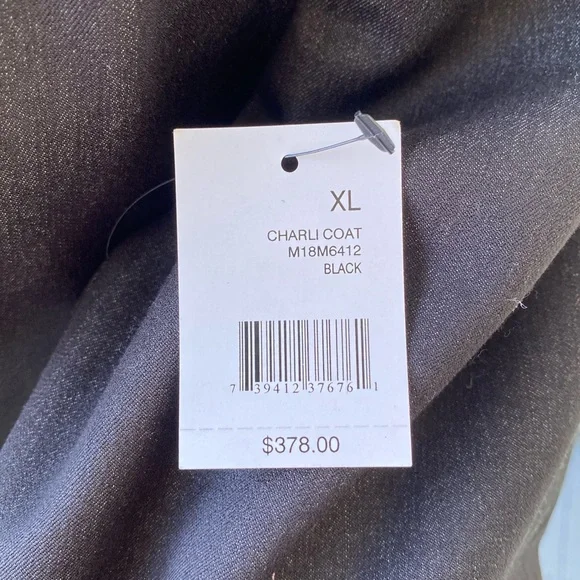 XL
CHARLI COAT
M18M6412
BLACK
7 39412 37676 1
$378.00